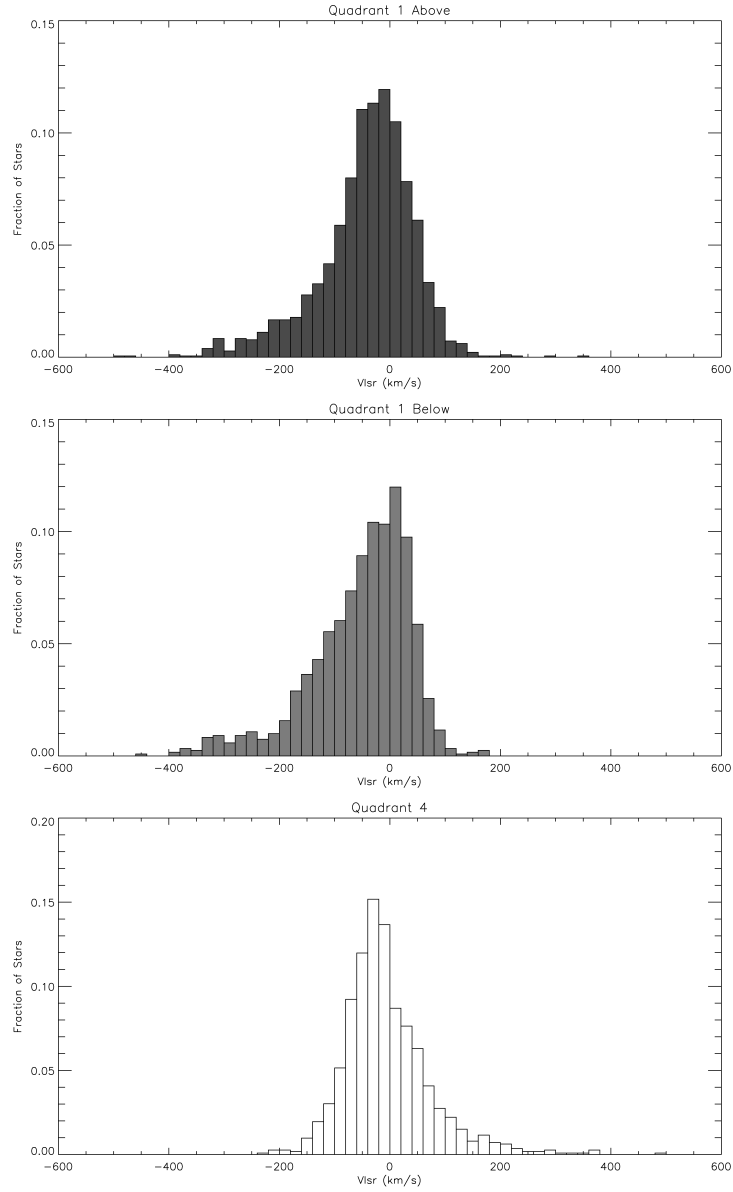 Quadrant 1 Above
0.15
0.10
0.05
0.00
Fraction of Stars
−600 −400 −200 0 200 400 600
Vlsr (km/s)
Quadrant 1 Below
0.15
0.10
0.05
0.00
Fraction of Stars
−600 −400 −200 0 200 400 600
Vlsr (km/s)
Quadrant 4
0.20
0.15
0.10
0.05
0.00
Fraction of Stars
−600 −400 −200 0 200 400 600
Vlsr (km/s)